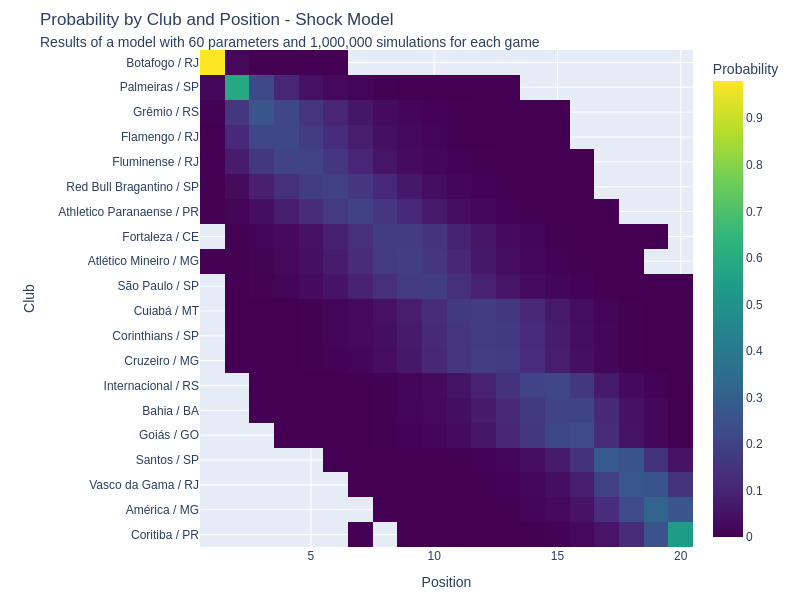 Probability by Club and Position - Shock Model
Results of a model with 60 parameters and 1,000,000 simulations for each game
Probability
Botafogo / RJ
Palmeiras / SP
Grêmio / RS
Flamengo / RJ
Fluminense / RJ
Red Bull Bragantino / SP
Athletico Paranaense / PR
Fortaleza / CE
Atlético Mineiro / MG
São Paulo / SP
Cuiabá / MT
Corinthians / SP
Cruzeiro / MG
Internacional / RS
Bahia / BA
Goiás / GO
Santos / SP
Vasco da Gama / RJ
América / MG
Coritiba / PR
Club
5
10
15
20
Position
0.9
0.8
0.7
0.6
0.5
0.4
0.3
0.2
0.1
0